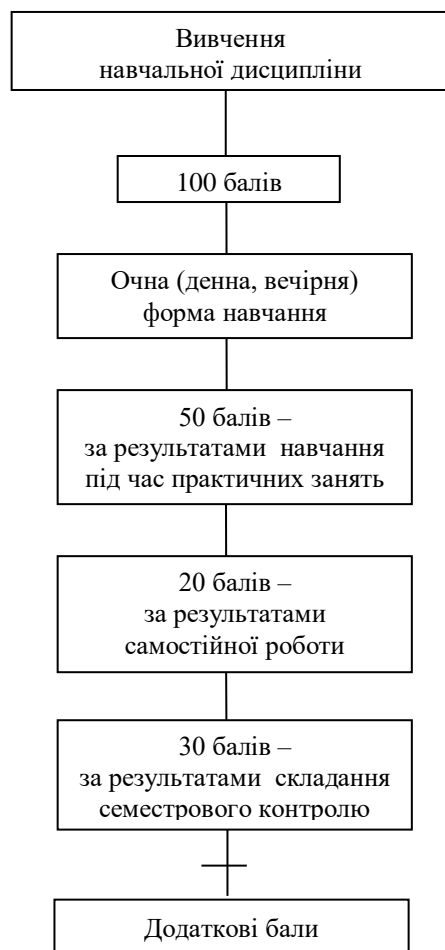 Вивчення
навчальної дисципліни
100 балів
Очна (денна, вечірня)
форма навчання
50 балів –
за результатами навчання
під час практичних занять
20 балів –
за результатами
самостійної роботи
30 балів –
за результатами складання
семестрового контролю
Додаткові бали